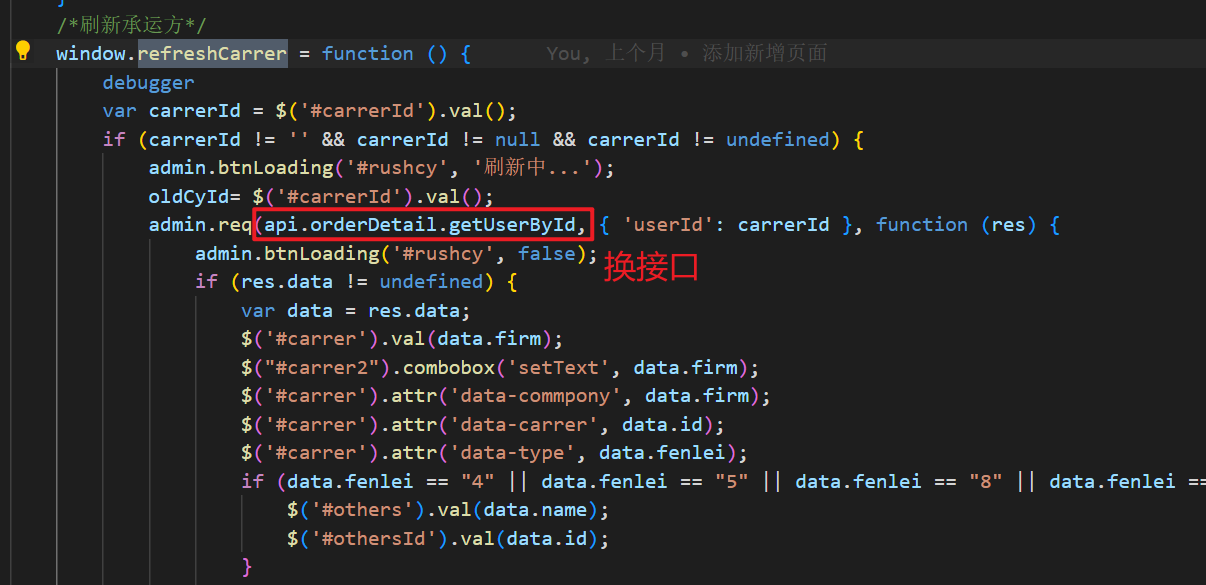 }
/*刷新承运方*/
window.refreshCarrer = function () { You, 上个月 • 添加新增页面
debugger
var carrerId = $('#carrerId').val();
if (carrerId != '' && carrerId != null && carrerId != undefined) {
admin.btnLoading('#rushcy', '刷新中...');
oldCyId= $('#carrerId').val();
admin.req(api.orderDetail.getUserById, { 'userId': carrerId }, function (res) {
admin.btnLoading('#rushcy', false);
换接口
if (res.data != undefined) {
var data = res.data;
$('#carrer').val(data.firm);
$("#carrer2").combobox('setText', data.firm);
$('#carrer').attr('data-commpony', data.firm);
$('#carrer').attr('data-carrer', data.id);
$('#carrer').attr('data-type', data.fenlei);
if (data.fenlei == "4" || data.fenlei == "5" || data.fenlei == "8" || data.fenlei ==
$('#others').val(data.name);
$('#othersId').val(data.id);
}